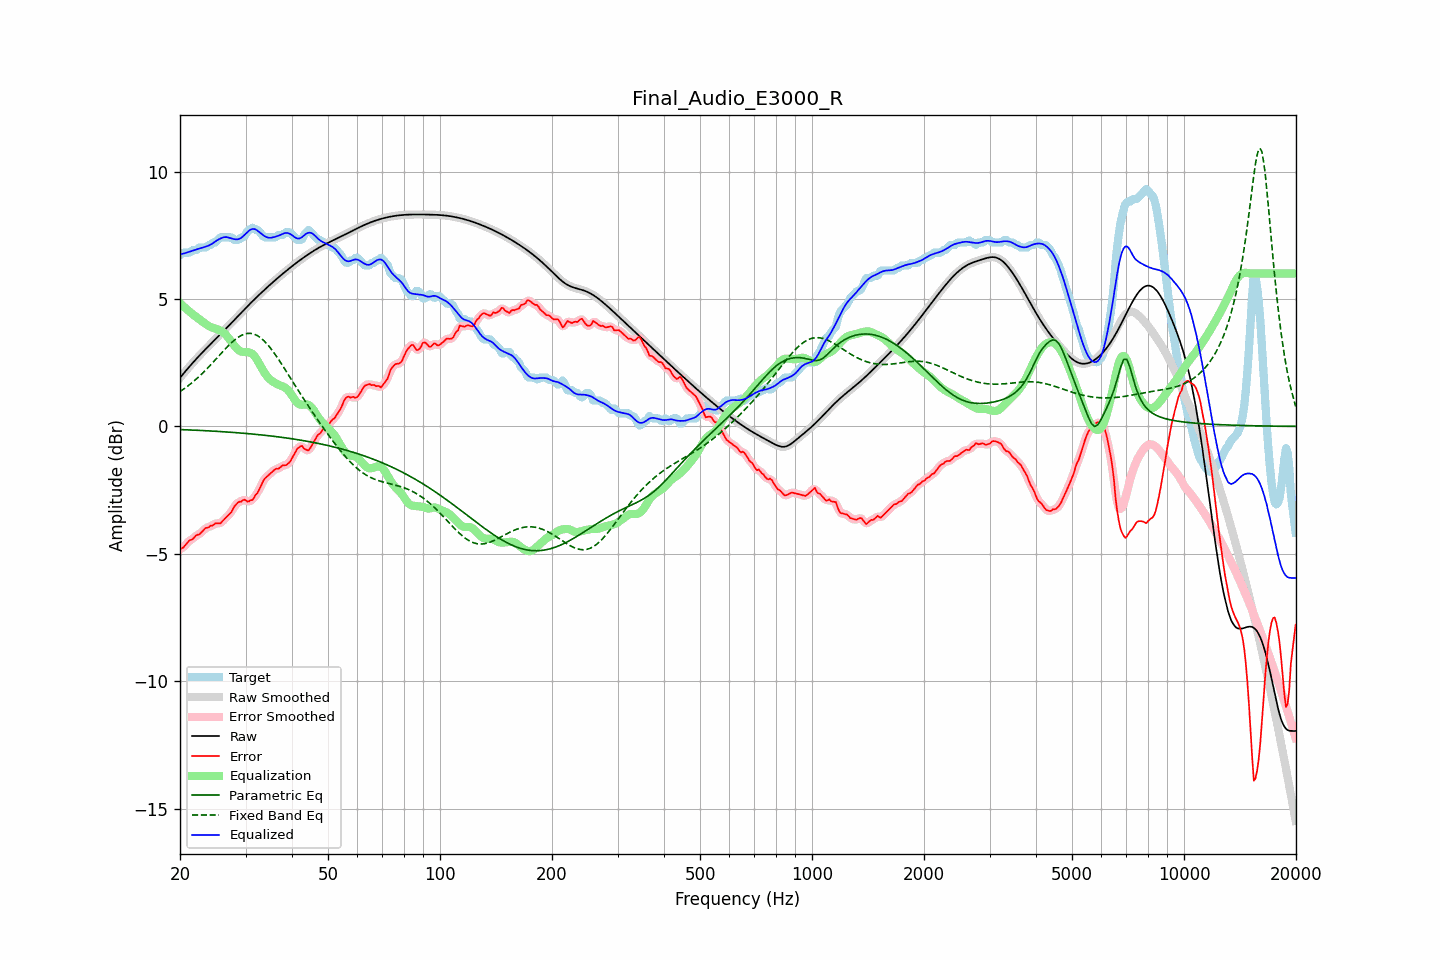 Final_Audio_E3000_R
Amplitude (dBr)
10
5
0
−5
−10
−15
Target
Raw Smoothed
Error Smoothed
Raw
Error
Equalization
Parametric Eq
Fixed Band Eq
Equalized
20 50 100 200 500 1000 2000 5000 10000 20000
Frequency (Hz)